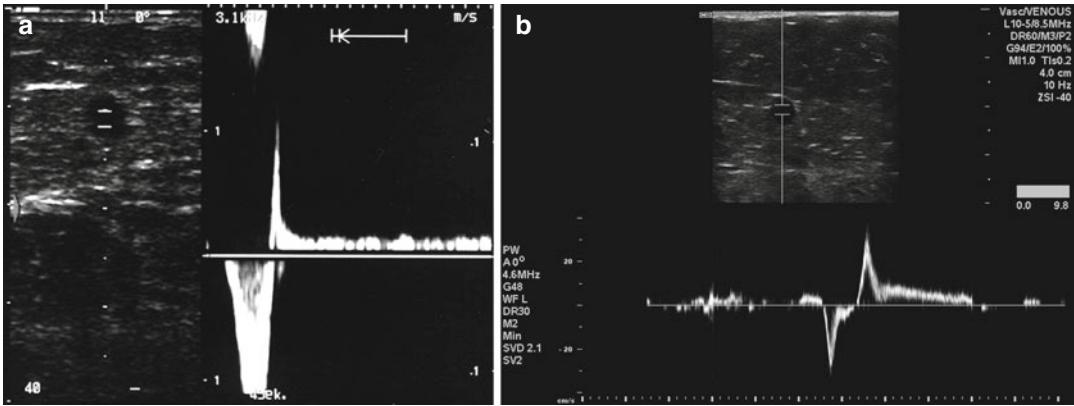 a
11 0°
3.1kHz
m/s
1
.1
1
.1
40
b
Vasc/VENOUS
L10-5/8.5MHz
DR60/M3/P2
G94/E2/100%
MI1.0 TIs0.2
4.0 cm
10 Hz
ZSI -40
0.0 9.8
PW
A 0°
4.6MHz
G48
WF L
DR30
M2
Min
SVD 2.1
SV2
20
- 20
cm/s